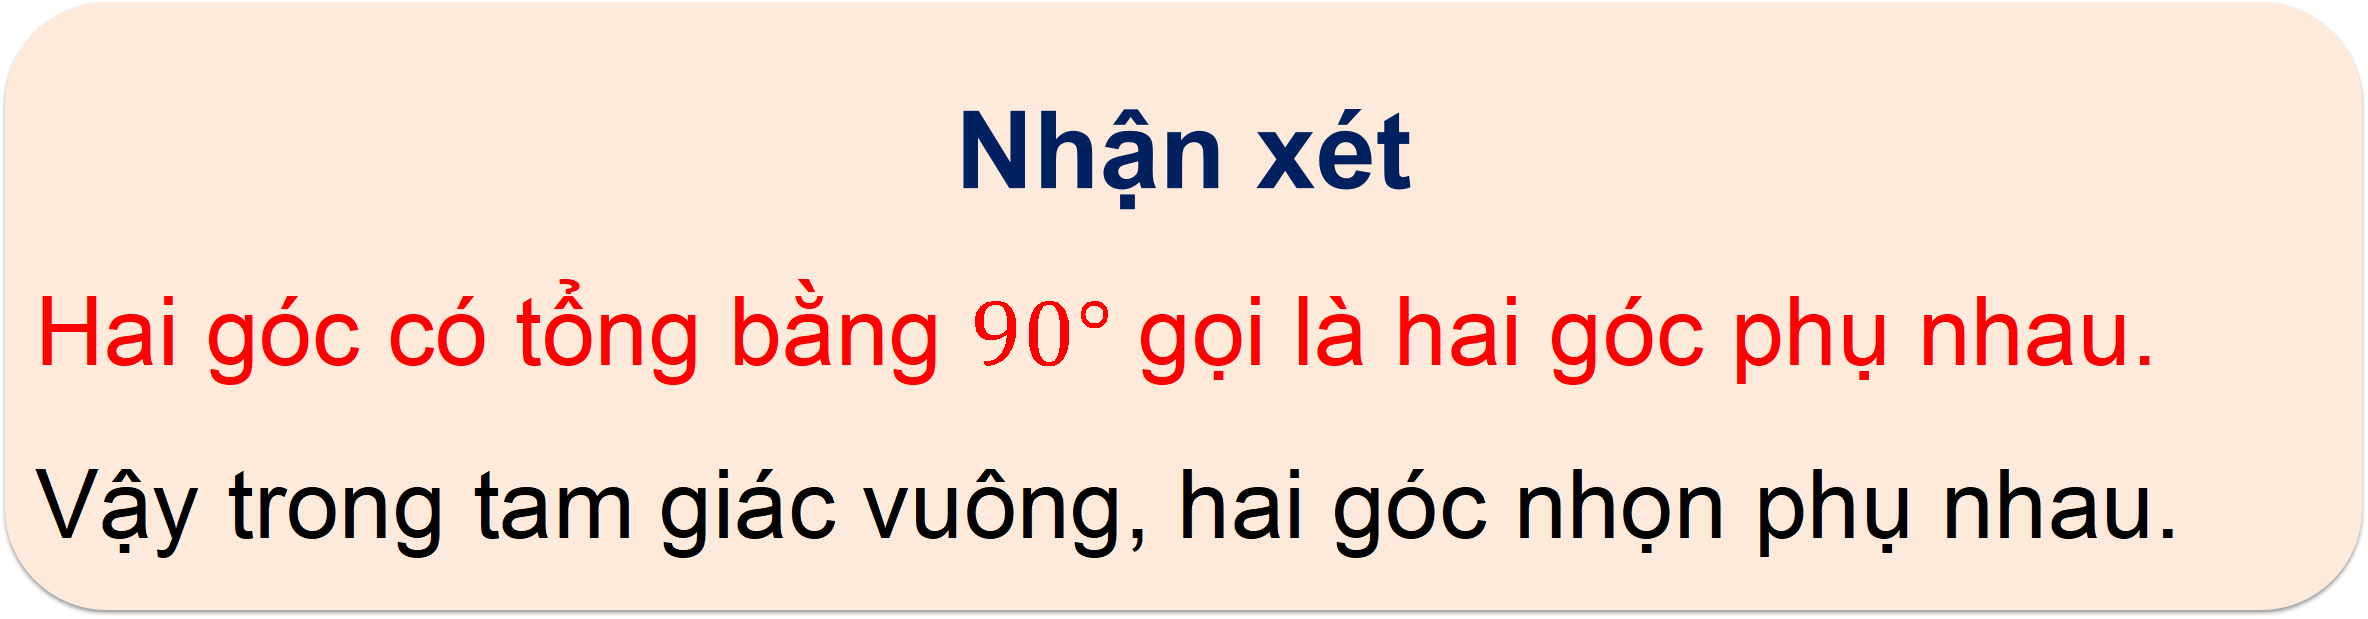 Nhận xét
Hai góc có tổng bằng 90° gọi là hai góc phụ nhau.
Vậy trong tam giác vuông, hai góc nhọn phụ nhau.